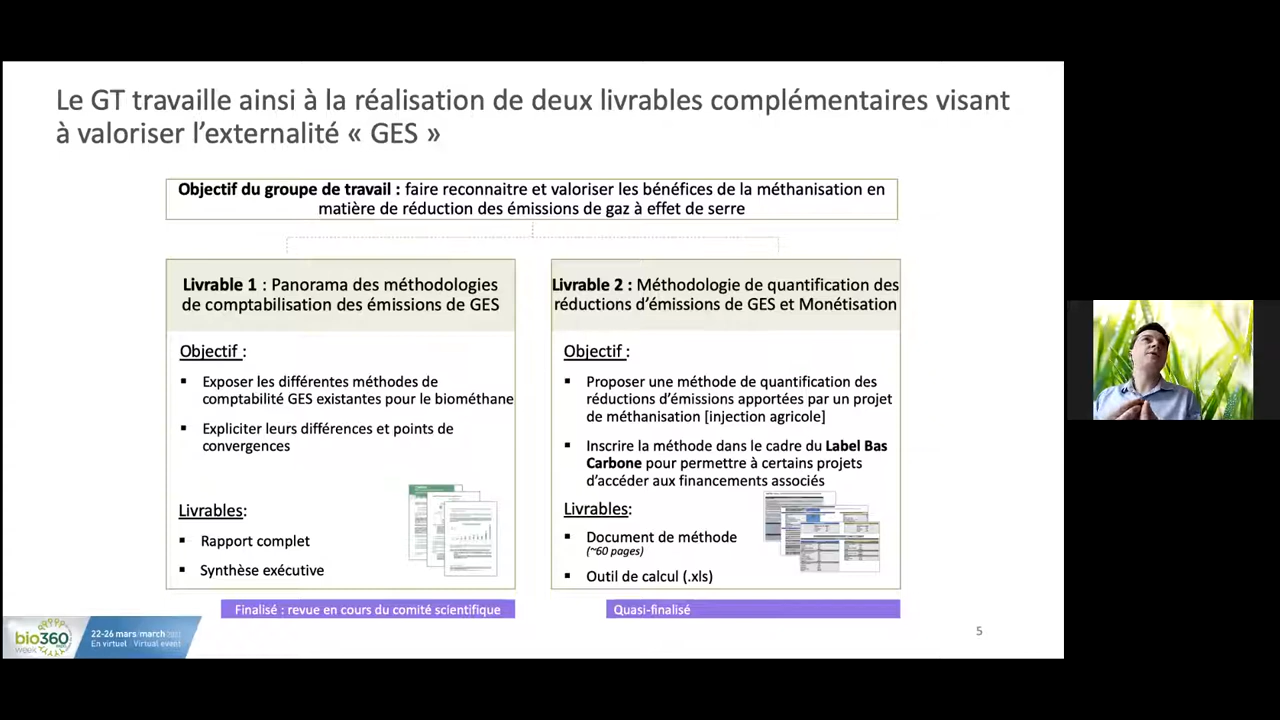 Le GT travaille ainsi à la réalisation de deux livrables complémentaires visant
à valoriser l’externalité « GES »
Objectif du groupe de travail : faire reconnaitre et valoriser les bénéfices de la méthanisation en
matière de réduction des émissions de gaz à effet de serre
Livrable 1 : Panorama des méthodologies
de comptabilisation des émissions de GES
Objectif :
▪ Exposer les différentes méthodes de
comptabilité GES existantes pour le biométhane
▪ Expliciter leurs différences et points de
convergences
Livrables:
▪ Rapport complet
▪ Synthèse exécutive
Finalisé : revue en cours du comité scientifique
Livrable 2 : Méthodologie de quantification des
réductions d’émissions de GES et Monétisation
Objectif :
▪ Proposer une méthode de quantification des
réductions d’émissions apportées par un projet
de méthanisation [injection agricole]
▪ Inscrire la méthode dans le cadre du Label Bas
Carbone pour permettre à certains projets
d’accéder aux financements associés
Livrables:
▪ Document de méthode
(~60 pages)
▪ Outil de calcul (.xls)
Quasi-finalisé
bio360
week
22-26 mars/march
En virtuel | Virtual event
5